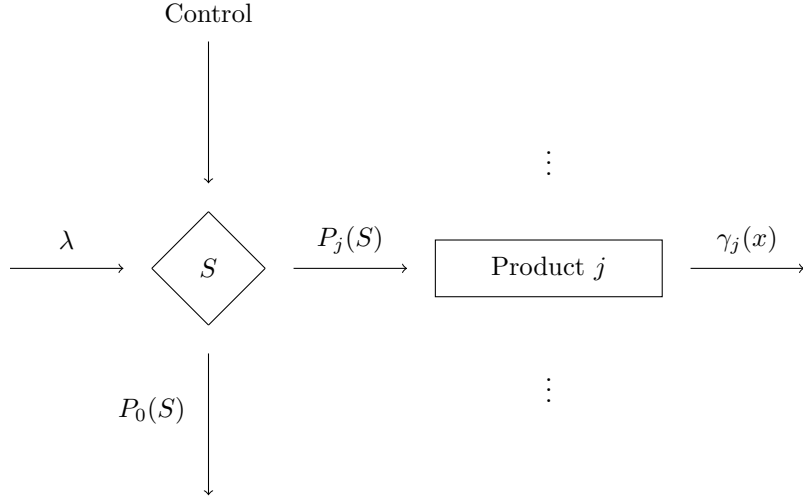 Control
⋮
λ
S
P_j(S)
Product j
γ_j(x)
P_0(S)
⋮